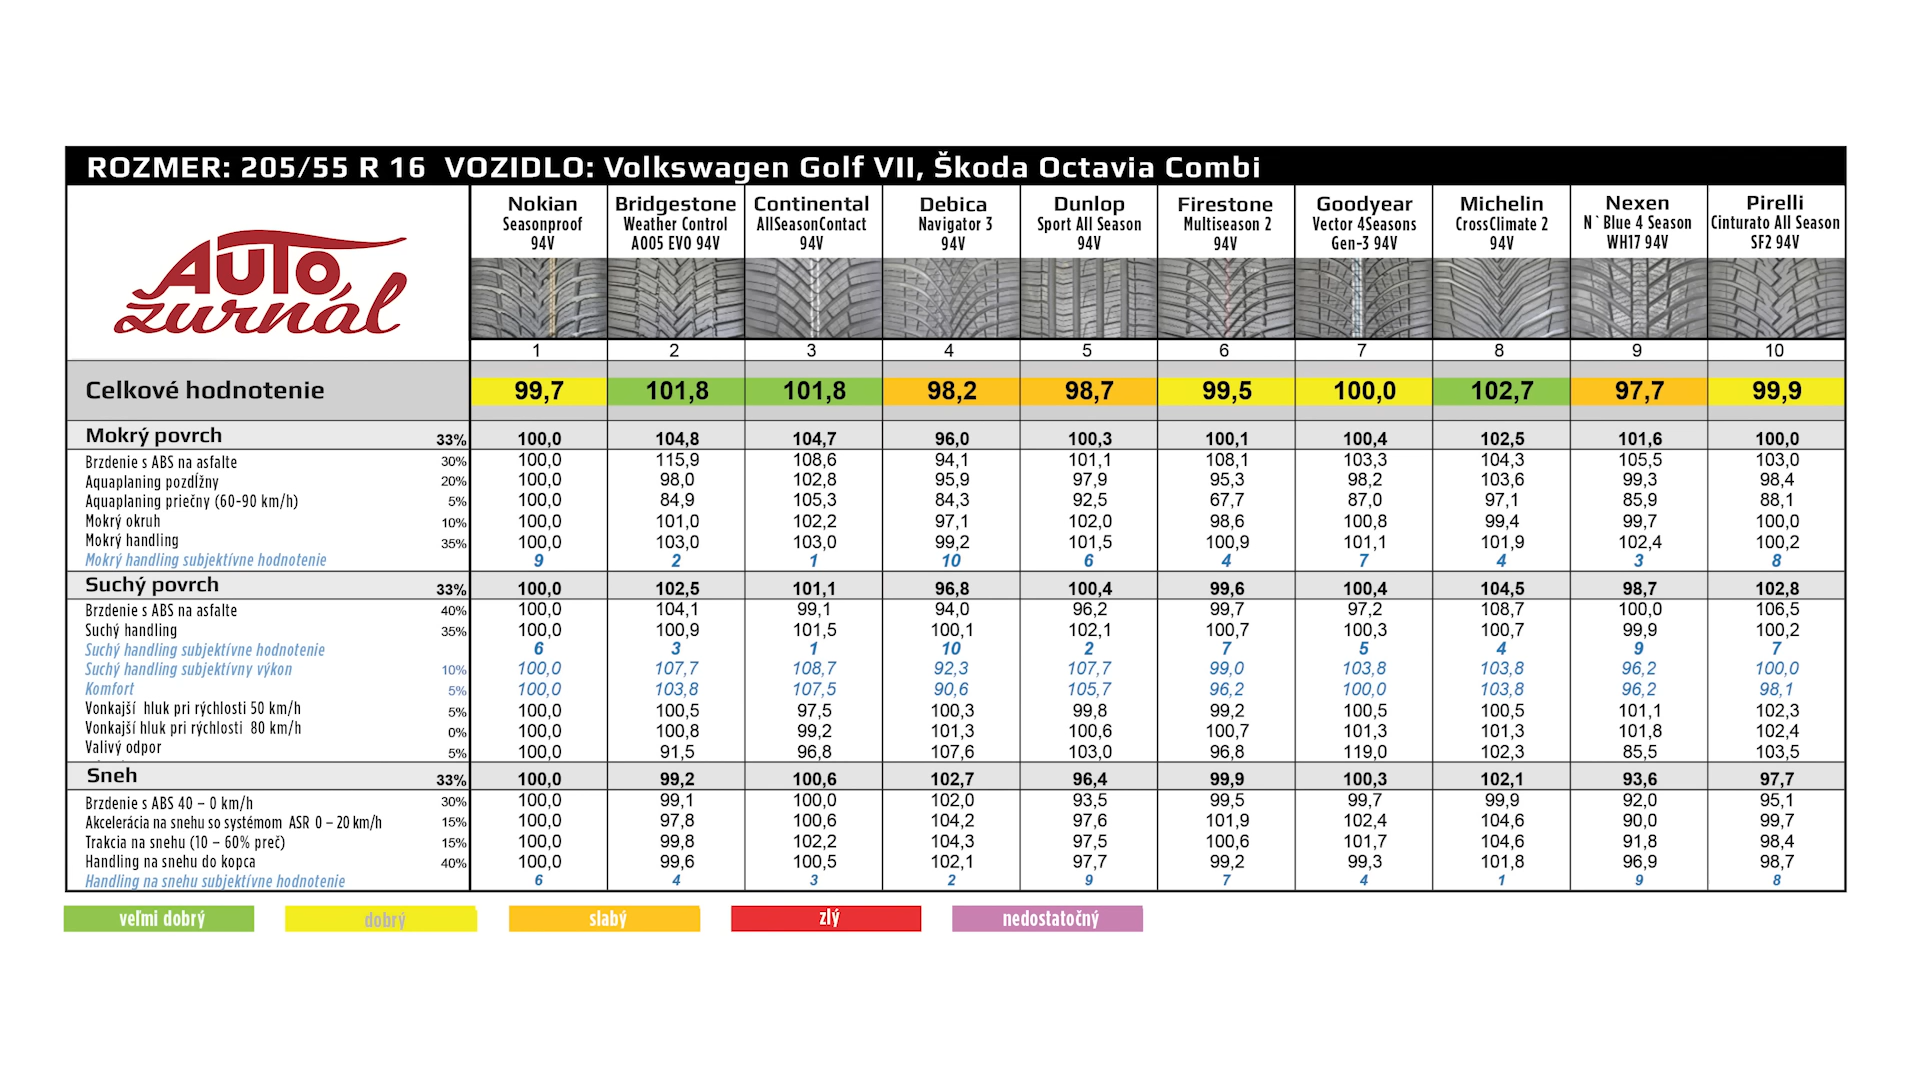 ROZMER: 205/55 R 16 VOZIDLO: Volkswagen Golf VII, Škoda Octavia Combi
AUTO
žurnál
Nokian Bridgestone Continental Debica Dunlop Firestone Goodyear Michelin Nexen Pirelli
Seasonproof Weather Control AllSeasonContact Navigator 3 Sport All Season Multiseason 2 Vector 4Seasons CrossClimate 2 N`Blue 4 Season Cinturato All Season
94V A005 EVO 94V 94V 94V 94V 94V Gen-3 94V 94V WH17 94V SF2 94V
1 2 3 4 5 6 7 8 9 10
Celkové hodnotenie 99,7 101,8 101,8 98,2 98,7 99,5 100,0 102,7 97,7 99,9
Mokrý povrch 33% 100,0 104,8 104,7 96,0 100,3 100,1 100,4 102,5 101,6 100,0
Brzdenie s ABS na asfalte 30% 100,0 115,9 108,6 94,1 101,1 108,1 103,3 104,3 105,5 103,0
Aquaplaning pozdĺžny 20% 100,0 98,0 102,8 95,9 97,9 95,3 98,2 103,6 99,3 98,4
Aquaplaning priečny (60-90 km/h) 5% 100,0 84,9 105,3 84,3 92,5 67,7 87,0 97,1 85,9 88,1
Mokrý okruh 10% 100,0 101,0 102,2 97,1 102,0 98,6 100,8 99,4 99,7 100,0
Mokrý handling 35% 100,0 103,0 103,0 99,2 101,5 100,9 101,1 101,9 102,4 100,2
Mokrý handling subjektívne hodnotenie 9 2 1 10 6 4 7 4 3 8
Suchý povrch 33% 100,0 102,5 101,1 96,8 100,4 99,6 100,4 104,5 98,7 102,8
Brzdenie s ABS na asfalte 40% 100,0 104,1 99,1 94,0 96,2 99,7 97,2 108,7 100,0 106,5
Suchý handling 35% 100,0 100,9 101,5 100,1 102,1 100,7 100,3 100,7 99,9 100,2
Suchý handling subjektívne hodnotenie 6 3 1 10 2 7 5 4 9 7
Suchý handling subjektívny výkon 10% 100,0 107,7 108,7 92,3 107,7 99,0 103,8 103,8 96,2 100,0
Komfort 5% 100,0 103,8 107,5 90,6 105,7 96,2 100,0 103,8 96,2 98,1
Vonkajší hluk pri rýchlosti 50 km/h 5% 100,0 100,5 97,5 100,3 99,8 99,2 100,5 100,5 101,1 102,3
Vonkajší hluk pri rýchlosti 80 km/h 0% 100,0 100,8 99,2 101,3 100,6 100,7 101,3 101,3 101,8 102,4
Valivý odpor 5% 100,0 91,5 96,8 107,6 103,0 96,8 119,0 102,3 85,5 103,5
Sneh 33% 100,0 99,2 100,6 102,7 96,4 99,9 100,3 102,1 93,6 97,7
Brzdenie s ABS 40 – 0 km/h 30% 100,0 99,1 100,0 102,0 93,5 99,5 99,7 99,9 92,0 95,1
Akcelerácia na snehu so systémom ASR 0 – 20 km/h 15% 100,0 97,8 100,6 104,2 97,6 101,9 102,4 104,6 90,0 99,7
Trakcia na snehu (10 – 60% preč) 15% 100,0 99,8 102,2 104,3 97,5 100,6 101,7 104,6 91,8 98,4
Handling na snehu do kopca 40% 100,0 99,6 100,5 102,1 97,7 99,2 99,3 101,8 96,9 98,7
Handling na snehu subjektívne hodnotenie 6 4 3 2 9 7 4 1 9 8
veľmi dobrý dobrý slabý zlý nedostatočný